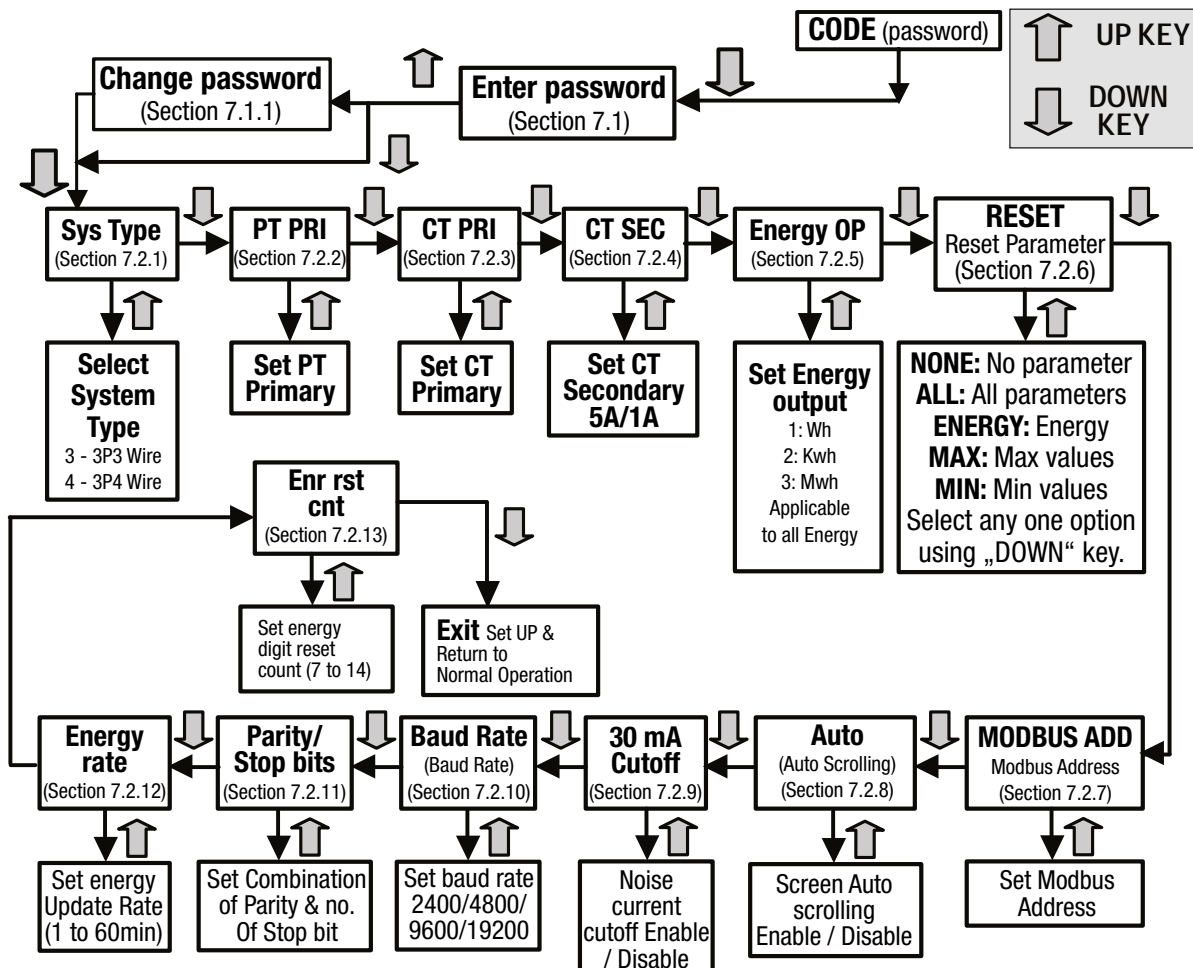 CODE (password)
UP KEY
DOWN
KEY
Change password
(Section 7.1.1)
Enter password
(Section 7.1)
Sys Type
(Section 7.2.1)
PT PRI
(Section 7.2.2)
CT PRI
(Section 7.2.3)
CT SEC
(Section 7.2.4)
Energy OP
(Section 7.2.5)
RESET
Reset Parameter
(Section 7.2.6)
Select
System
Type
3 - 3P3 Wire
4 - 3P4 Wire
Set PT
Primary
Set CT
Primary
Set CT
Secondary
5A/1A
Set Energy
output
1: Wh
2: Kwh
3: Mwh
Applicable
to all Energy
NONE: No parameter
ALL: All parameters
ENERGY: Energy
MAX: Max values
MIN: Min values
Select any one option
using „DOWN“ key.
Enr rst
cnt
(Section 7.2.13)
Set energy
digit reset
count (7 to 14)
Exit Set UP &
Return to
Normal Operation
Energy
rate
(Section 7.2.12)
Parity/
Stop bits
(Section 7.2.11)
Baud Rate
(Baud Rate)
(Section 7.2.10)
30 mA
Cutoff
(Section 7.2.9)
Auto
(Auto Scrolling)
(Section 7.2.8)
MODBUS ADD
Modbus Address
(Section 7.2.7)
Set energy
Update Rate
(1 to 60min)
Set Combination
of Parity & no.
Of Stop bit
Set baud rate
2400/4800/
9600/19200
Noise
current
cutoff Enable
/ Disable
Screen Auto
scrolling
Enable / Disable
Set Modbus
Address